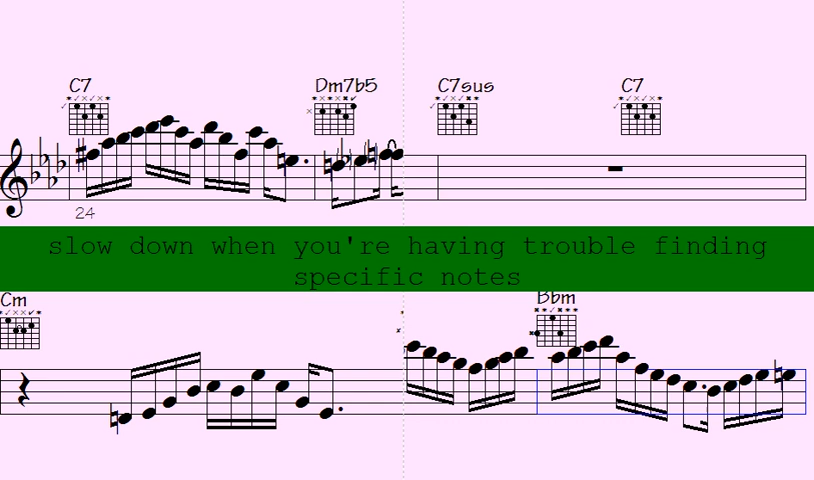 C7 Dm7b5 C7sus C7
24
slow down when you're having trouble finding
specific notes
Cm Bbm